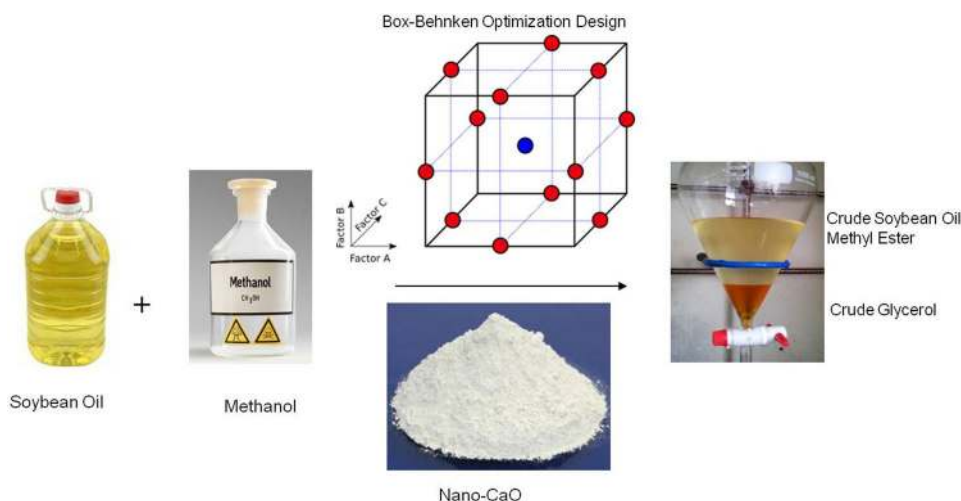 Box-Behnken Optimization Design
Factor B
Factor C
Factor A
Crude Soybean Oil
Methyl Ester
Crude Glycerol
+
Methanol
CH3OH
Soybean Oil
Methanol
Nano-CaO